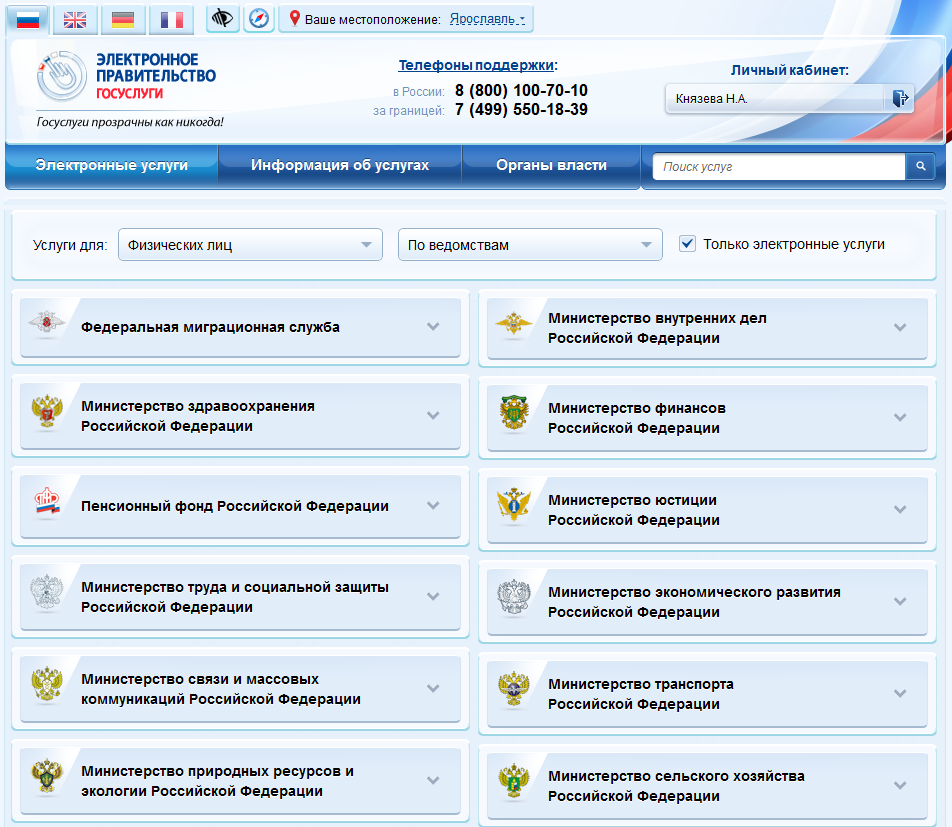 Ваше местоположение: Ярославль
ЭЛЕКТРОННОЕ
ПРАВИТЕЛЬСТВО
ГОСУСЛУГИ
Госуслуги прозрачны как никогда!
Телефоны поддержки:
в России: 8 (800) 100-70-10
за границей: 7 (499) 550-18-39
Личный кабинет:
Князева Н.А.
Электронные услуги
Информация об услугах
Органы власти
Поиск услуг
Услуги для:
Физических лиц
По ведомствам
Только электронные услуги
Федеральная миграционная служба
Министерство внутренних дел
Российской Федерации
Министерство здравоохранения
Российской Федерации
Министерство финансов
Российской Федерации
Пенсионный фонд Российской Федерации
Министерство юстиции
Российской Федерации
Министерство труда и социальной защиты
Российской Федерации
Министерство экономического развития
Российской Федерации
Министерство связи и массовых
коммуникаций Российской Федерации
Министерство транспорта
Российской Федерации
Министерство природных ресурсов и
экологии Российской Федерации
Министерство сельского хозяйства
Российской Федерации